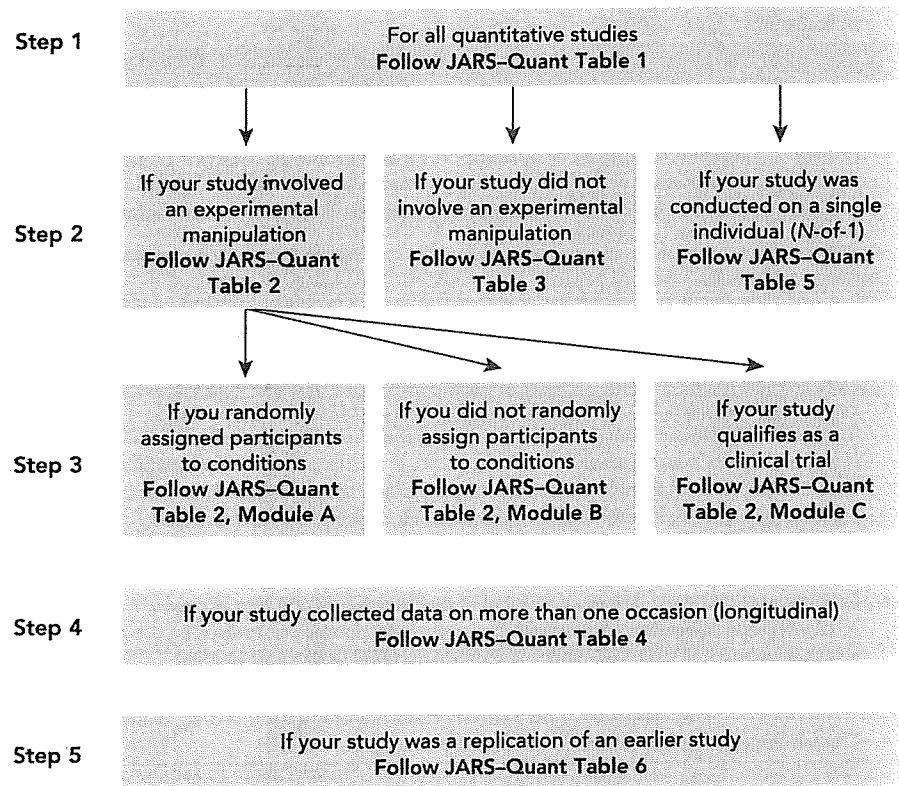 Step 1
For all quantitative studies
Follow JARS–Quant Table 1
Step 2
If your study involved
an experimental
manipulation
Follow JARS–Quant
Table 2
If your study did not
involve an experimental
manipulation
Follow JARS–Quant
Table 3
If your study was
conducted on a single
individual (N-of-1)
Follow JARS–Quant
Table 5
Step 3
If you randomly
assigned participants
to conditions
Follow JARS–Quant
Table 2, Module A
If you did not randomly
assign participants
to conditions
Follow JARS–Quant
Table 2, Module B
If your study
qualifies as a
clinical trial
Follow JARS–Quant
Table 2, Module C
Step 4
If your study collected data on more than one occasion (longitudinal)
Follow JARS–Quant Table 4
Step 5
If your study was a replication of an earlier study
Follow JARS–Quant Table 6